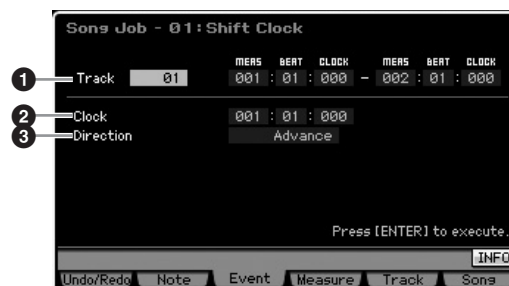 Song Job - 01:Shift Clock
MEAS BEAT CLOCK MEAS BEAT CLOCK
1 Track 01 001 : 01 : 000 - 002 : 01 : 000
2 Clock 001 : 01 : 000
3 Direction Advance
Press [ENTER] to execute.
INFO
Undo/Redo Note Event Measure Track Song